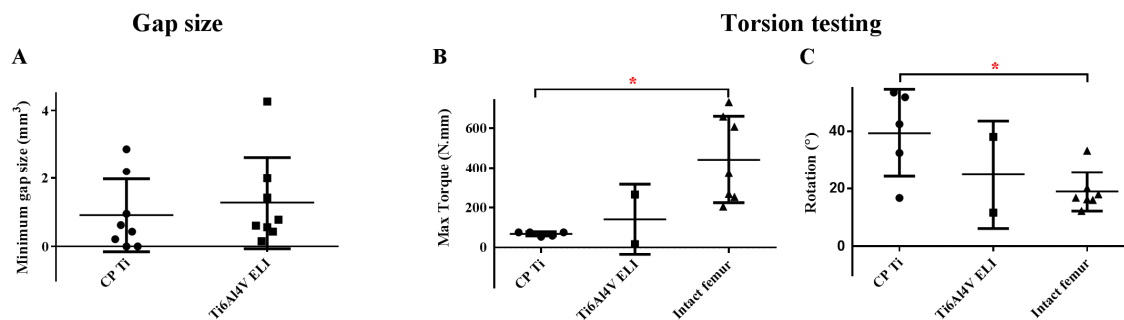 Gap size
Torsion testing
A
B
C
Minimum gap size (mm³)
4
2
0
CP Ti
Ti6Al4V ELI
Max Torque (N.mm)
600
400
200
0
*
CP Ti
Ti6Al4V ELI
Intact femur
Rotation (°)
40
20
0
*
CP Ti
Ti6Al4V ELI
Intact femur